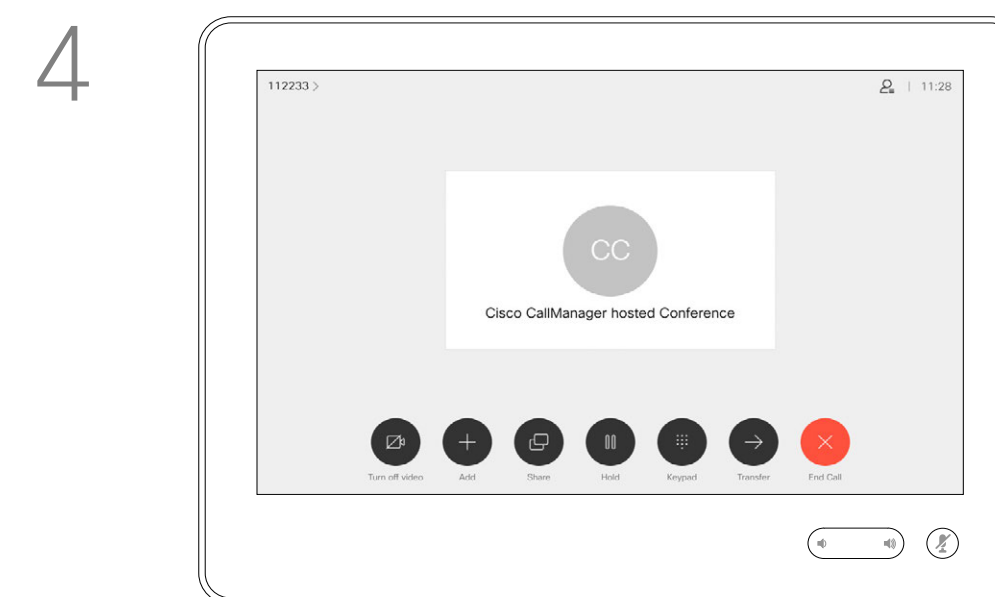 4
112233 >
11:28
CC
Cisco CallManager hosted Conference
Turn off video Add Share Hold Keypad Transfer End Call